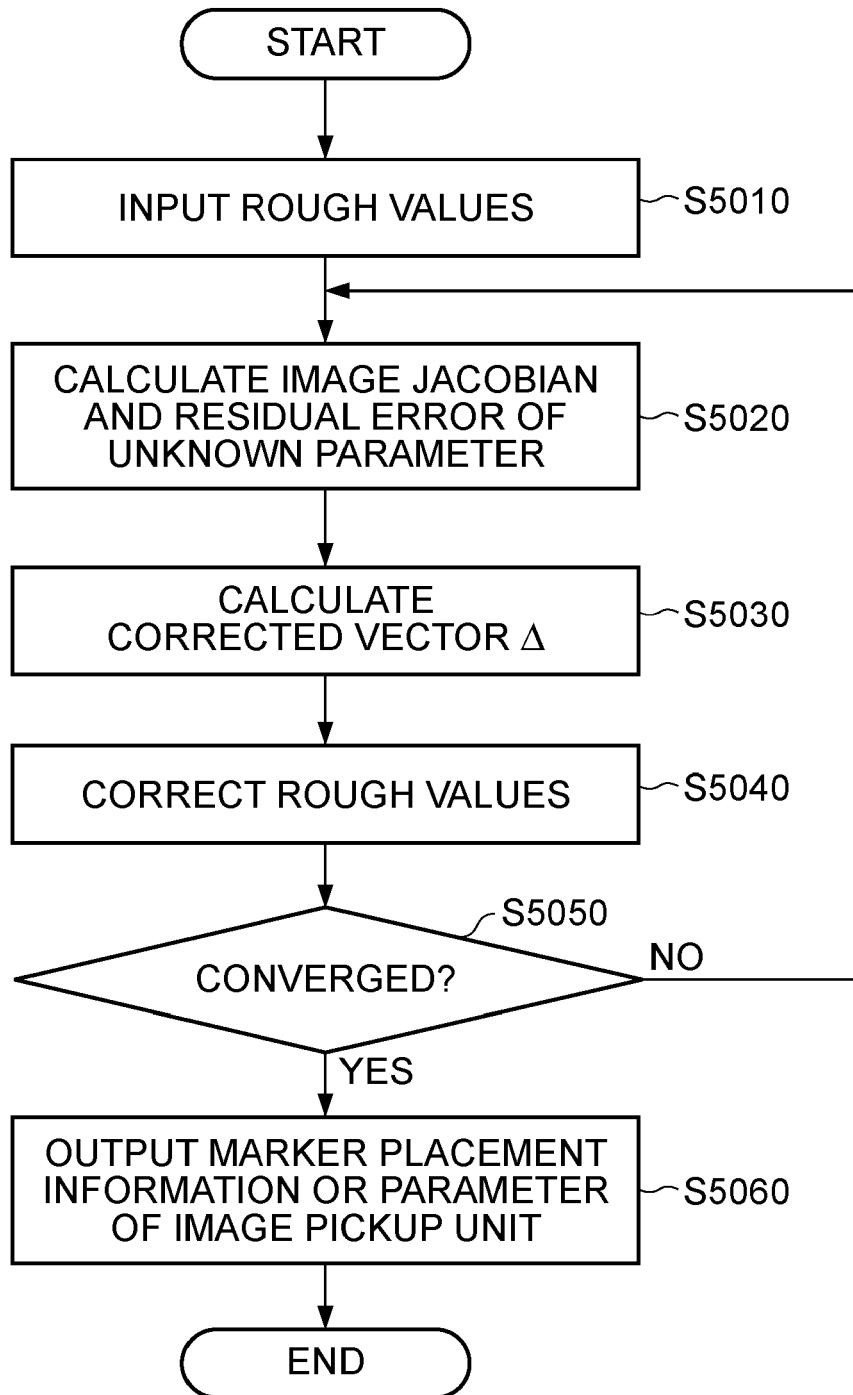 START
INPUT ROUGH VALUES
S5010
CALCULATE IMAGE JACOBIAN
AND RESIDUAL ERROR OF
UNKNOWN PARAMETER
S5020
CALCULATE
CORRECTED VECTOR Δ
S5030
CORRECT ROUGH VALUES
S5040
S5050
CONVERGED?
NO
YES
OUTPUT MARKER PLACEMENT
INFORMATION OR PARAMETER
OF IMAGE PICKUP UNIT
S5060
END